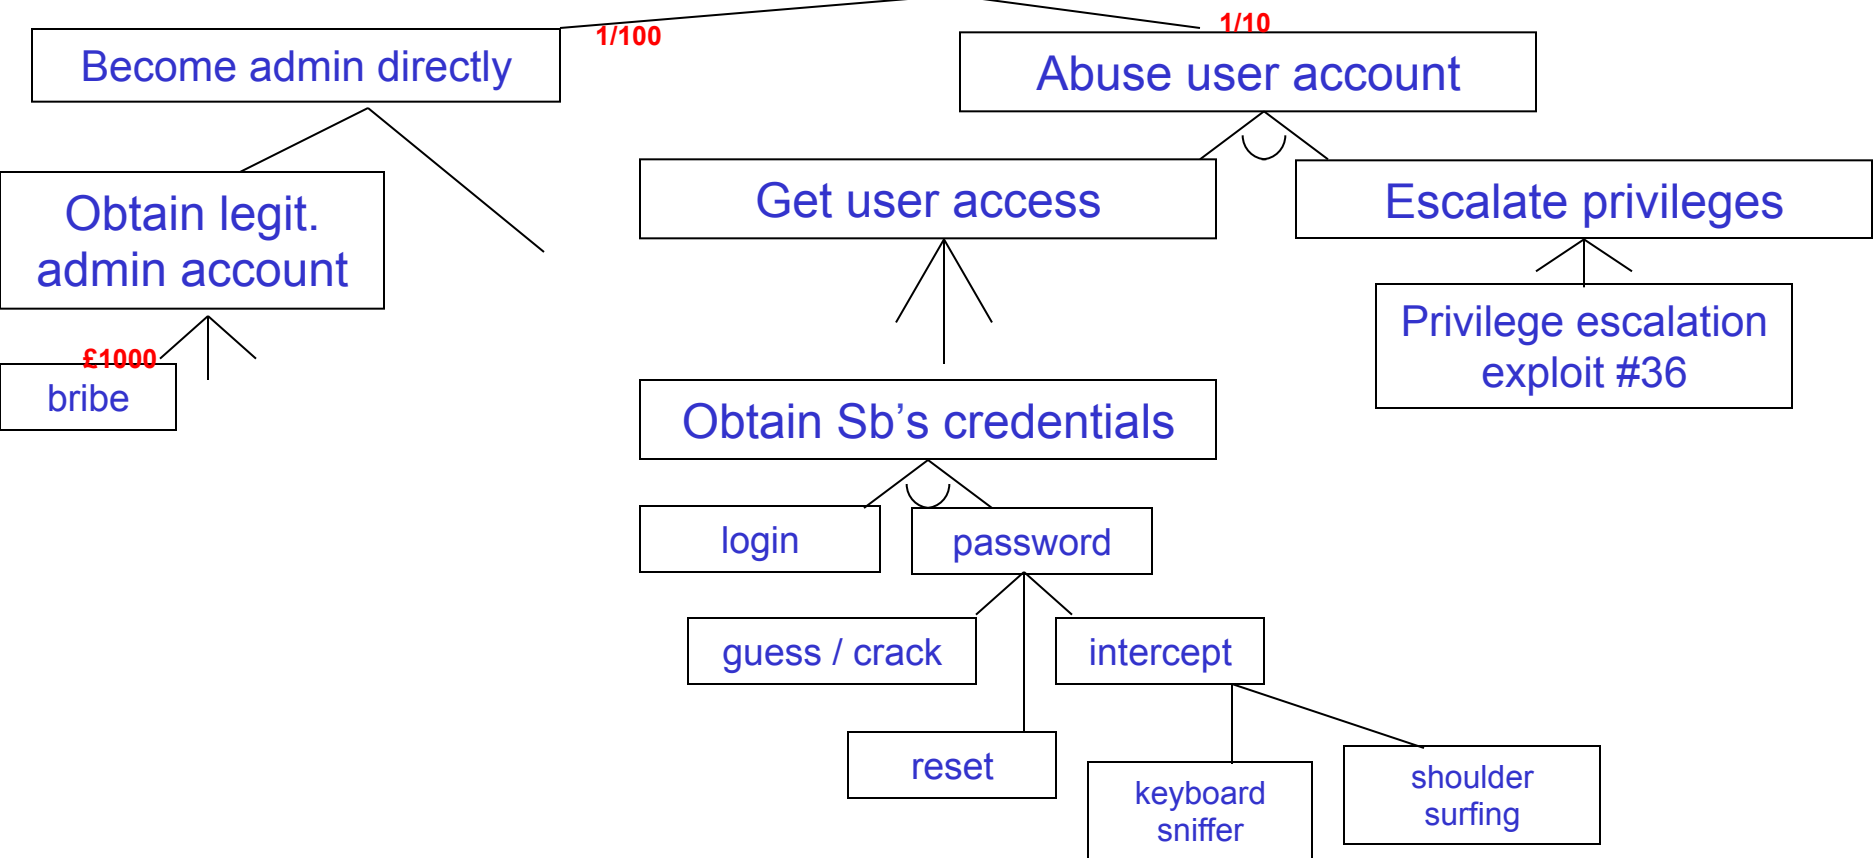 1/100
1/10
Become admin directly
Abuse user account
Get user access
Escalate privileges
Obtain legit.
admin account
Privilege escalation
exploit #36
£1000
bribe
Obtain Sb’s credentials
login
password
guess / crack
intercept
reset
keyboard
sniffer
shoulder
surfing